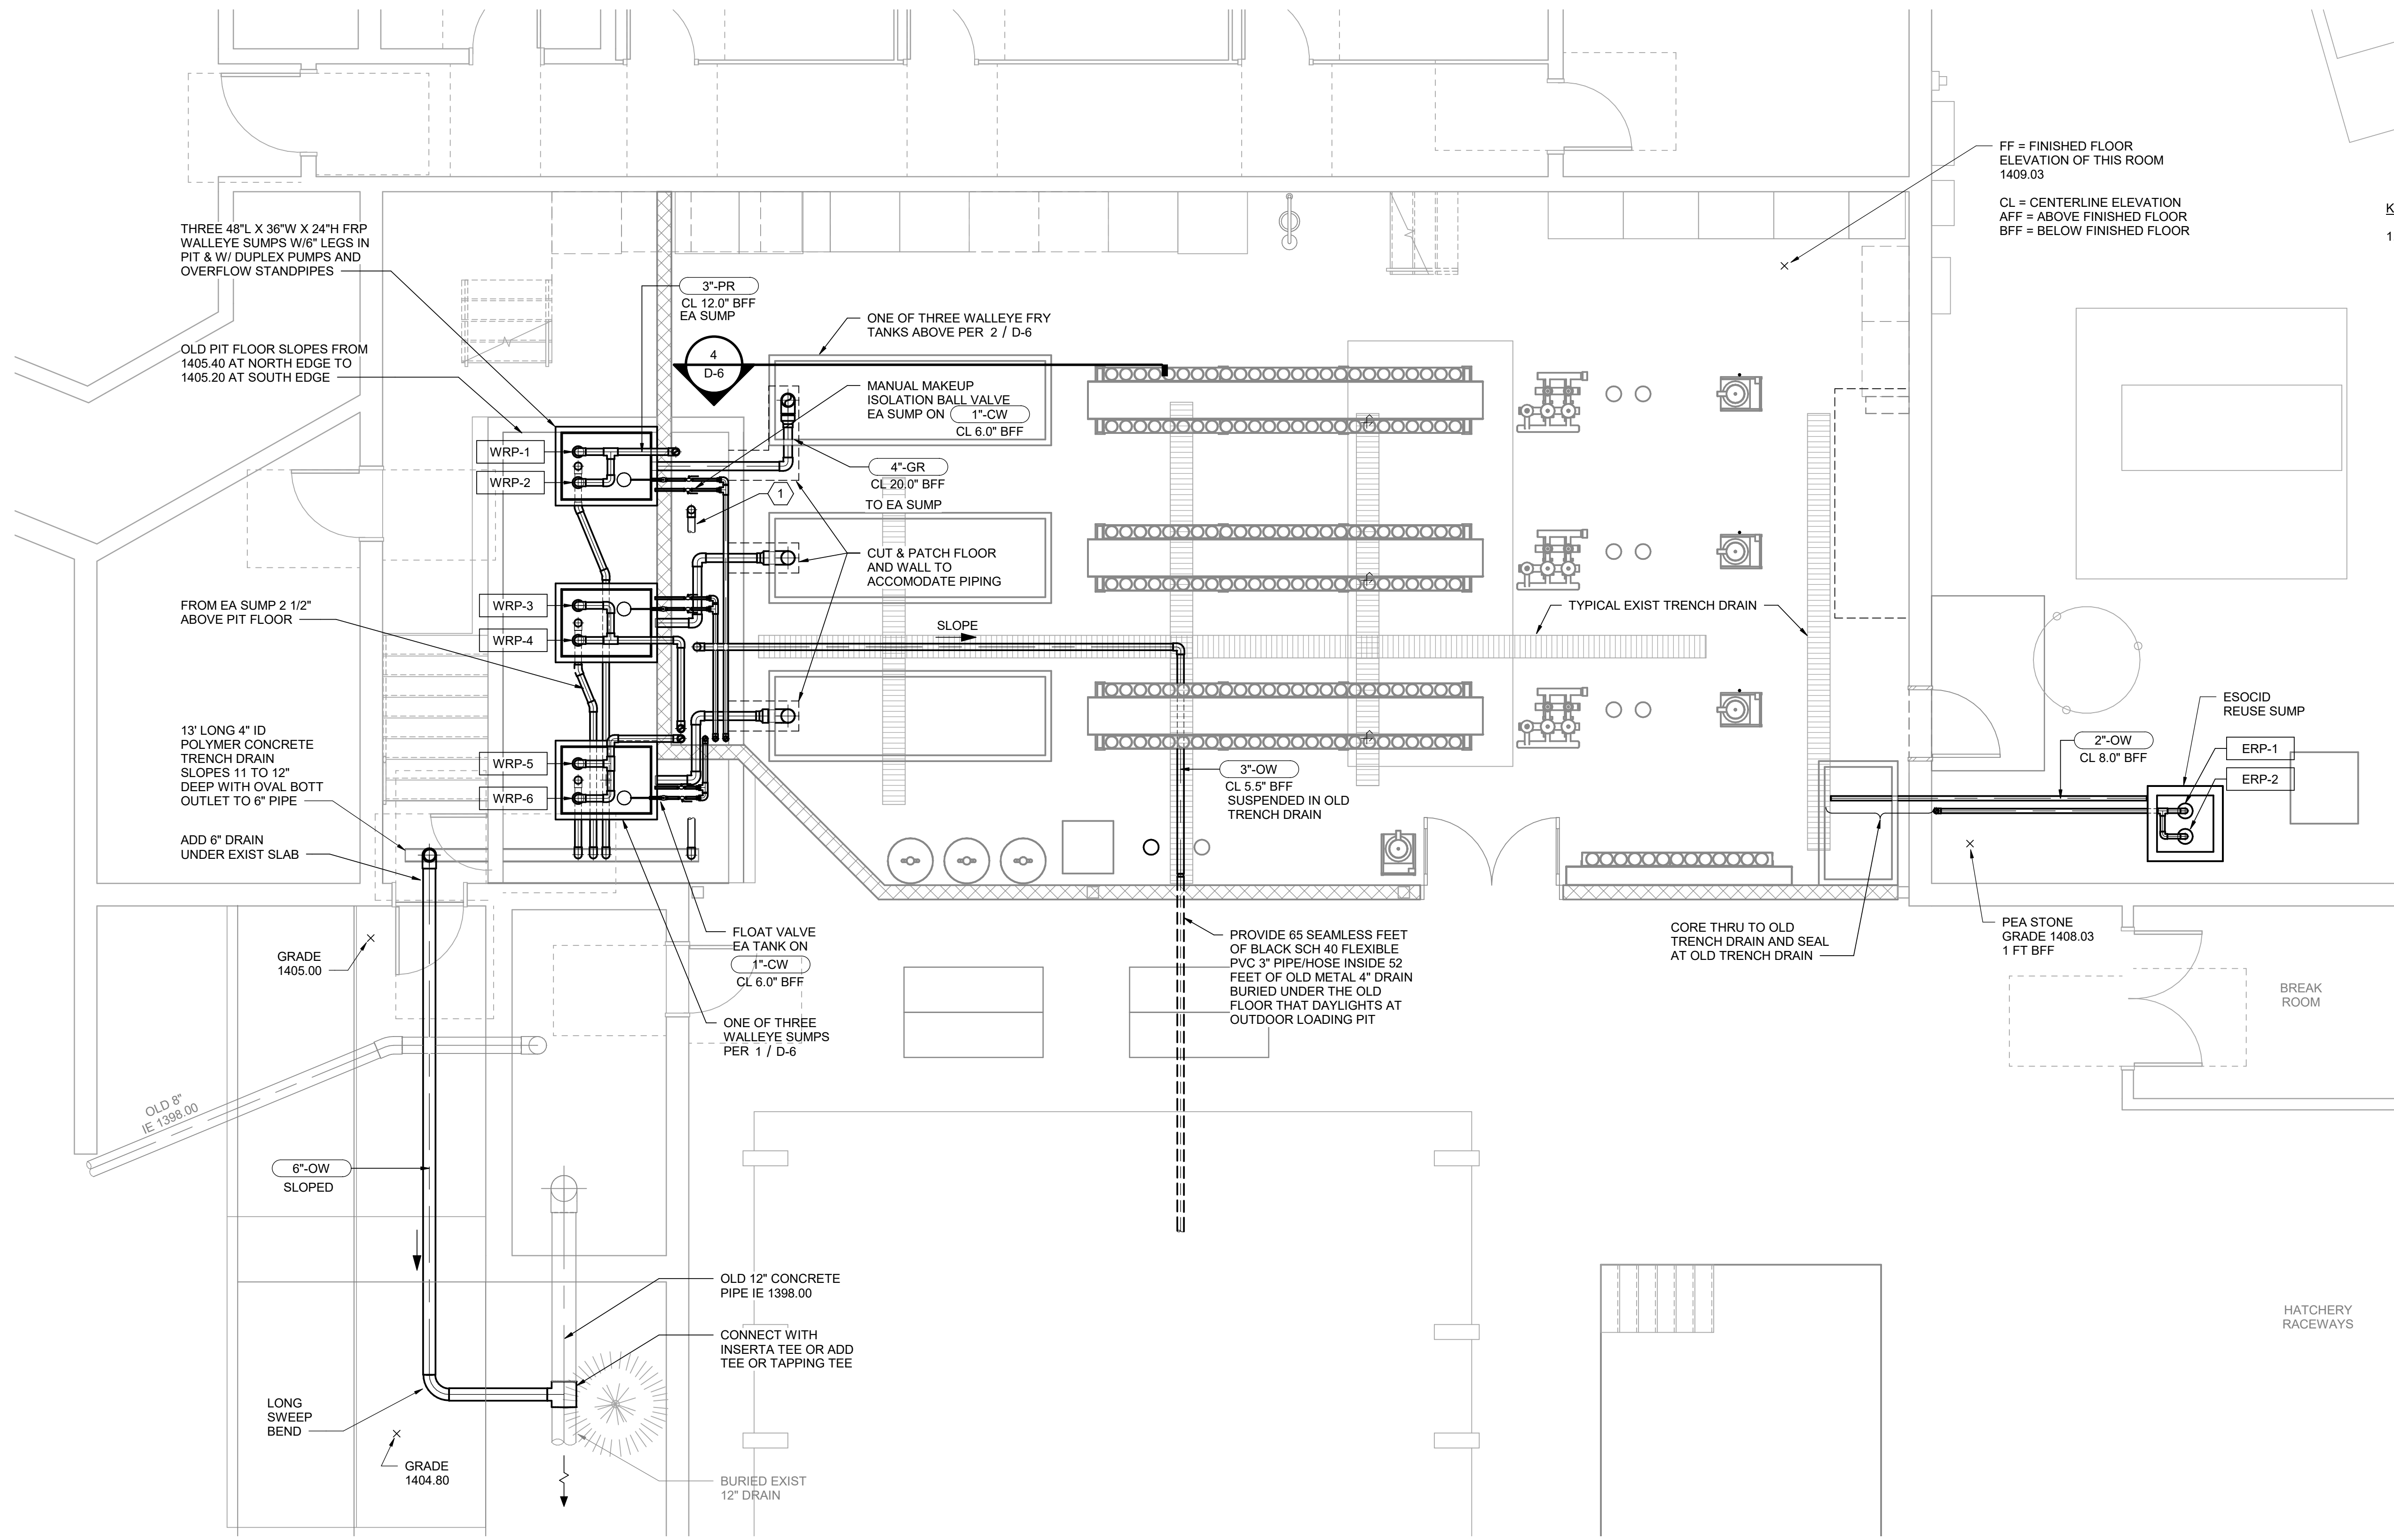 FF = FINISHED FLOOR
ELEVATION OF THIS ROOM
1409.03
CL = CENTERLINE ELEVATION
AFF = ABOVE FINISHED FLOOR
BFF = BELOW FINISHED FLOOR
K
1
THREE 48"L X 36"W X 24"H FRP
WALLEYE SUMPS W/6" LEGS IN
PIT & W/ DUPLEX PUMPS AND
OVERFLOW STANDPIPES
3"-PR
CL 12.0" BFF
EA SUMP
ONE OF THREE WALLEYE FRY
TANKS ABOVE PER 2 / D-6
OLD PIT FLOOR SLOPES FROM
1405.40 AT NORTH EDGE TO
1405.20 AT SOUTH EDGE
4
D-6
MANUAL MAKEUP
ISOLATION BALL VALVE
EA SUMP ON 1"-CW
CL 6.0" BFF
WRP-1
WRP-2
4"-GR
CL 20.0" BFF
TO EA SUMP
1
CUT & PATCH FLOOR
AND WALL TO
ACCOMODATE PIPING
FROM EA SUMP 2 1/2"
ABOVE PIT FLOOR
WRP-3
WRP-4
SLOPE
TYPICAL EXIST TRENCH DRAIN
13' LONG 4" ID
POLYMER CONCRETE
TRENCH DRAIN
SLOPES 11 TO 12"
DEEP WITH OVAL BOTT
OUTLET TO 6" PIPE
WRP-5
WRP-6
3"-OW
CL 5.5" BFF
SUSPENDED IN OLD
TRENCH DRAIN
ESOCID
REUSE SUMP
2"-OW
CL 8.0" BFF
ERP-1
ERP-2
ADD 6" DRAIN
UNDER EXIST SLAB
GRADE
1405.00
FLOAT VALVE
EA TANK ON
1"-CW
CL 6.0" BFF
ONE OF THREE
WALLEYE SUMPS
PER 1 / D-6
PROVIDE 65 SEAMLESS FEET
OF BLACK SCH 40 FLEXIBLE
PVC 3" PIPE/HOSE INSIDE 52
FEET OF OLD METAL 4" DRAIN
BURIED UNDER THE OLD
FLOOR THAT DAYLIGHTS AT
OUTDOOR LOADING PIT
CORE THRU TO OLD
TRENCH DRAIN AND SEAL
AT OLD TRENCH DRAIN
PEA STONE
GRADE 1408.03
1 FT BFF
BREAK
ROOM
OLD 8"
IE 1398.00
6"-OW
SLOPED
OLD 12" CONCRETE
PIPE IE 1398.00
CONNECT WITH
INSERTA TEE OR ADD
TEE OR TAPPING TEE
HATCHERY
RACEWAYS
LONG
SWEEP
BEND
GRADE
1404.80
BURIED EXIST
12" DRAIN